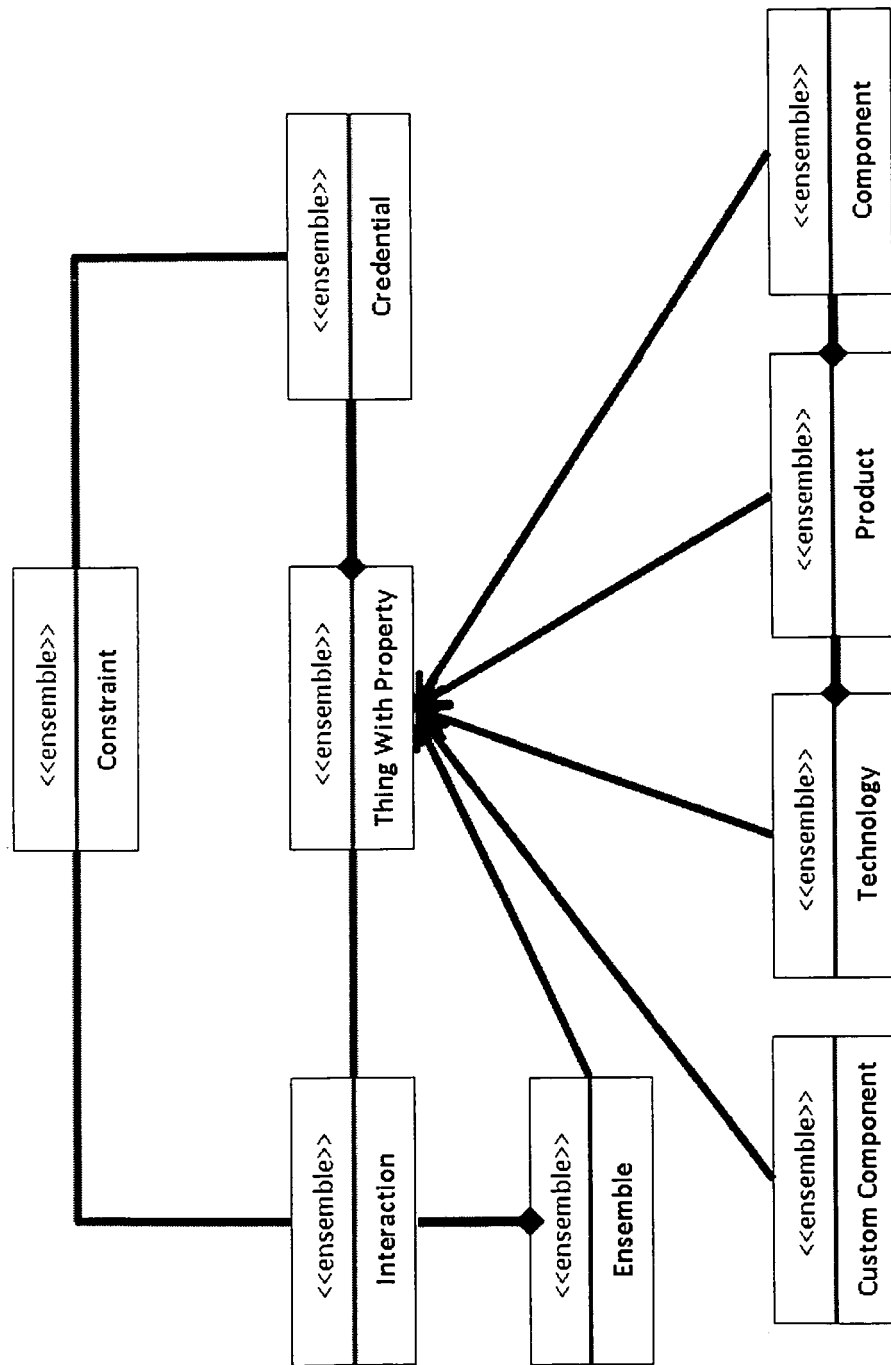 <<ensemble>>
Constraint
<<ensemble>>
Interaction
<<ensemble>>
Thing With Property
<<ensemble>>
Credential
<<ensemble>>
Ensemble
<<ensemble>>
Custom Component
<<ensemble>>
Technology
<<ensemble>>
Product
<<ensemble>>
Component